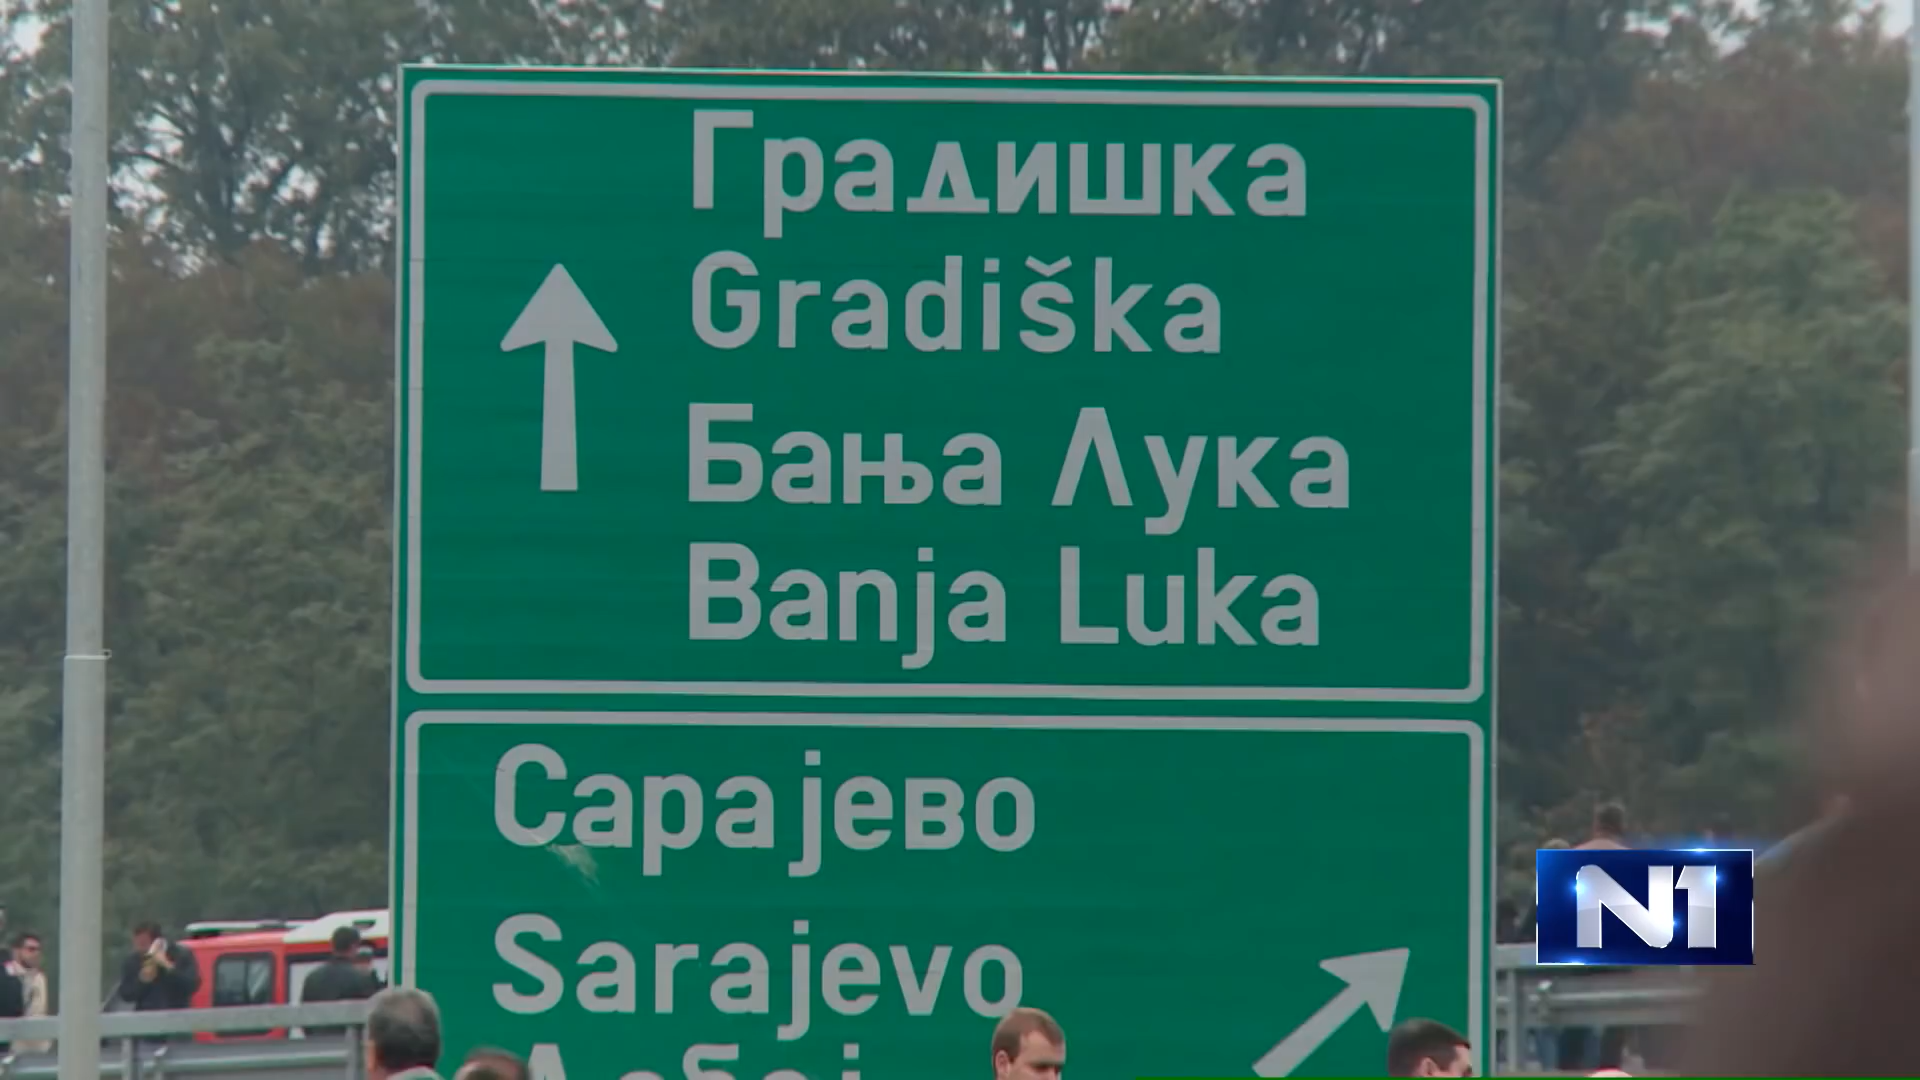 Градишка
Gradiška
Бања Лука
Banja Luka
Сарајево
Sarajevo
N1